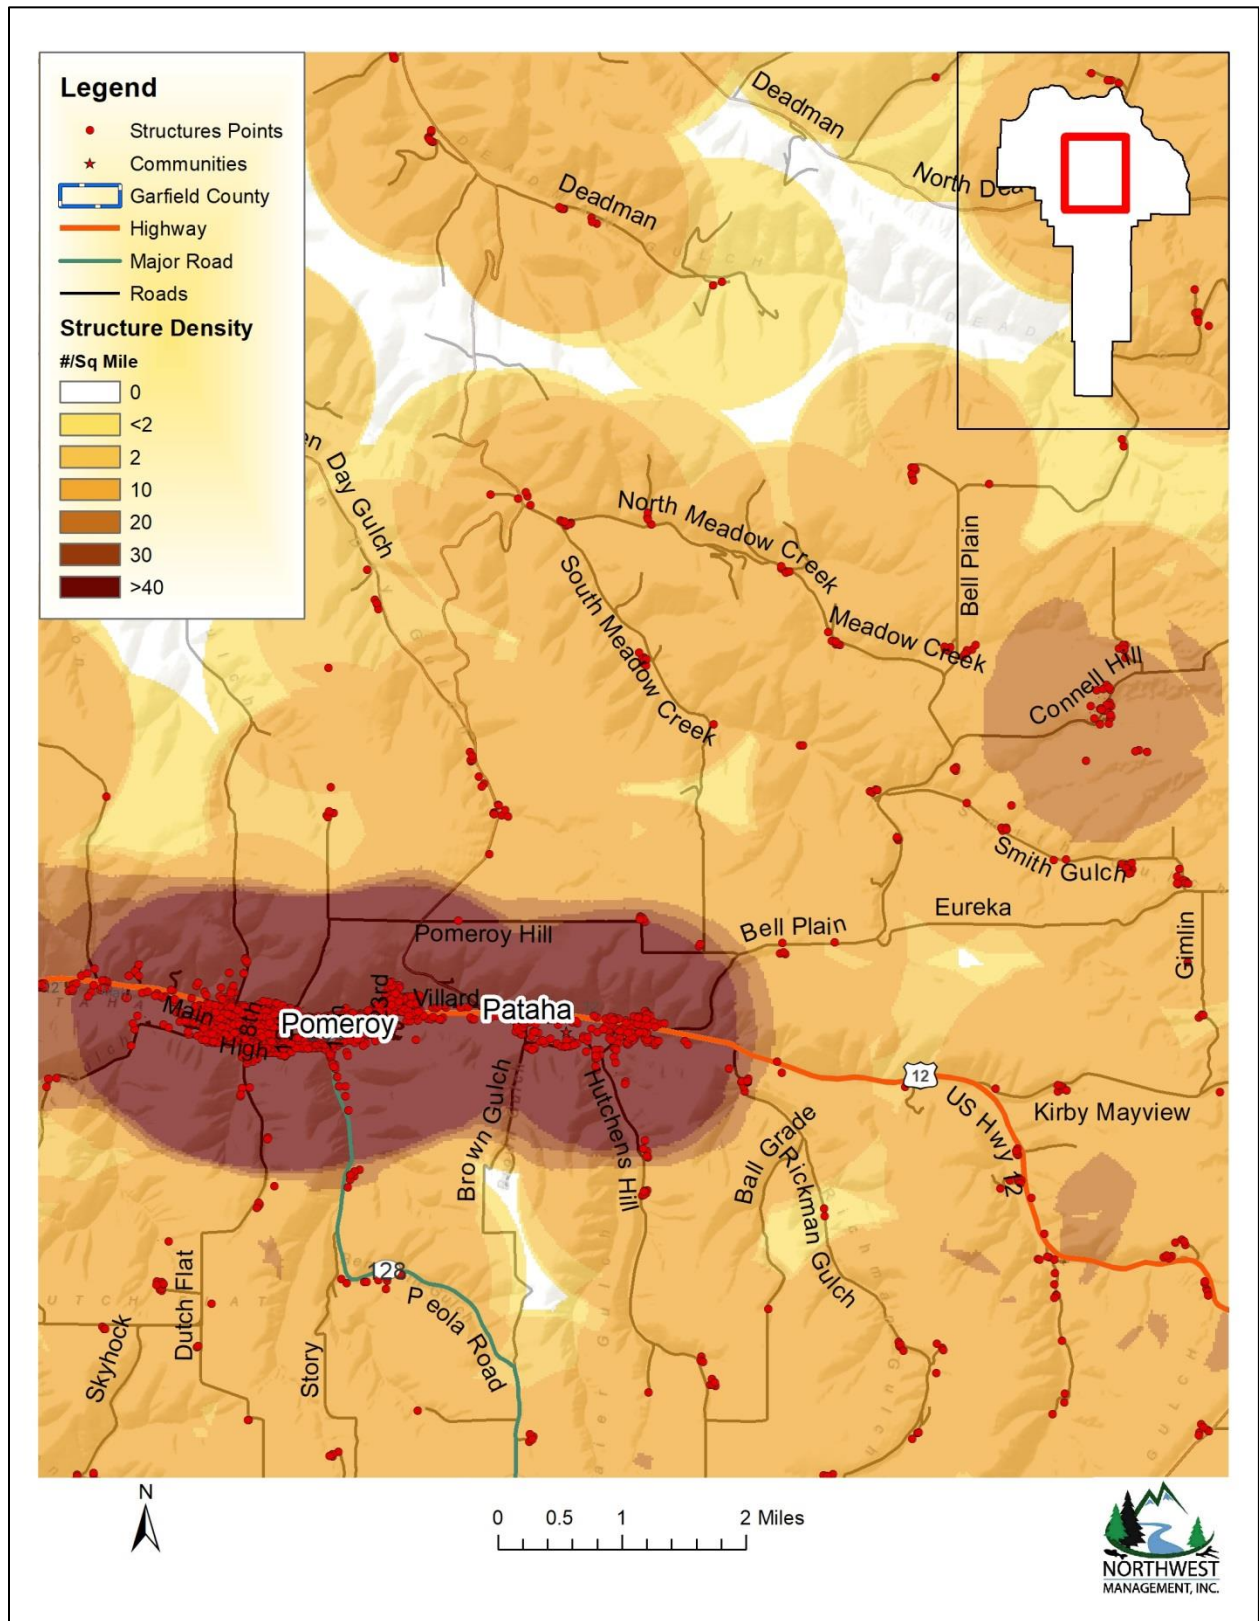 Legend
Structures Points
Communities
Garfield County
Highway
Major Road
Roads
Structure Density
#/Sq Mile
0
<2
2
10
20
30
>40
Deadman
North Dea
Deadman
Day Gulch
North Meadow Creek
South Meadow Creek
Meadow Creek
Bell Plain
Connell Hill
Smith Gulch
Eureka
Bell Plain
Gimlin
Pomeroy Hill
Main
8th
High
3rd
Villard
Pomeroy
Pataha
12
US Hwy 12
Kirby Mayview
Brown Gulch
Hutchens Hill
Ball Grade
Rickman Gulch
128
Peola Road
Dutch Flat
Skyhock
Story
N
0 0.5 1 2 Miles
NORTHWEST
MANAGEMENT, INC.